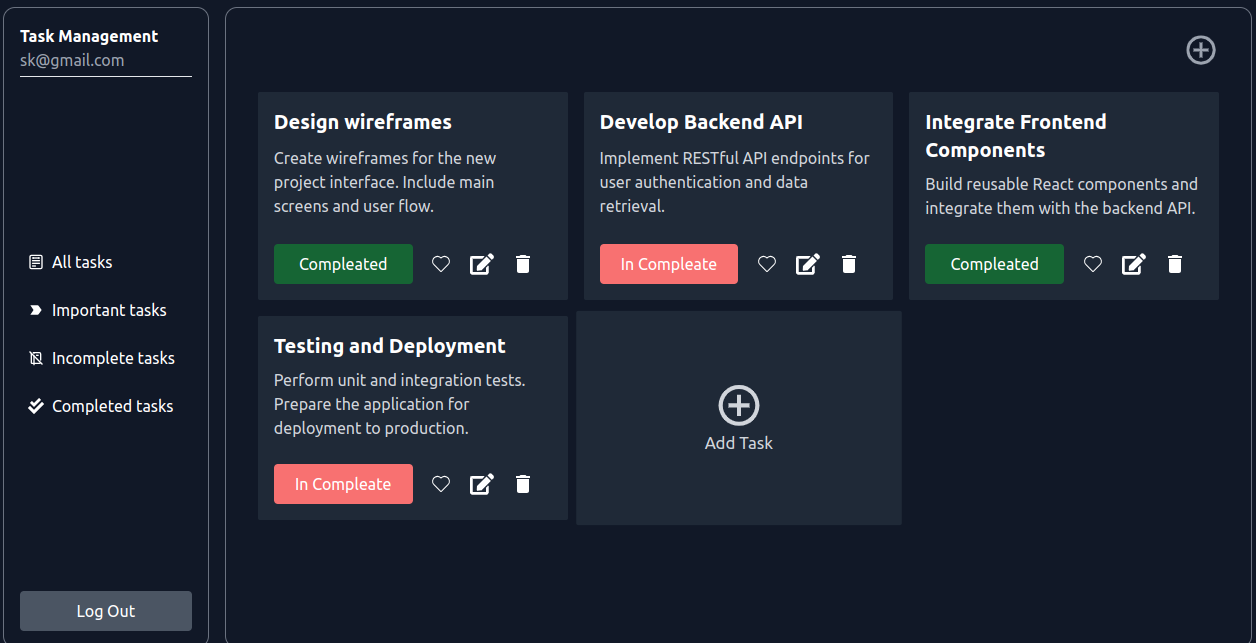 Task Management
sk@gmail.com
All tasks
Important tasks
Incomplete tasks
Completed tasks
Log Out
Design wireframes
Create wireframes for the new
project interface. Include main
screens and user flow.
Compleated
Develop Backend API
Implement RESTful API endpoints for
user authentication and data
retrieval.
In Compleate
Integrate Frontend
Components
Build reusable React components and
integrate them with the backend API.
Compleated
Testing and Deployment
Perform unit and integration tests.
Prepare the application for
deployment to production.
In Compleate
Add Task